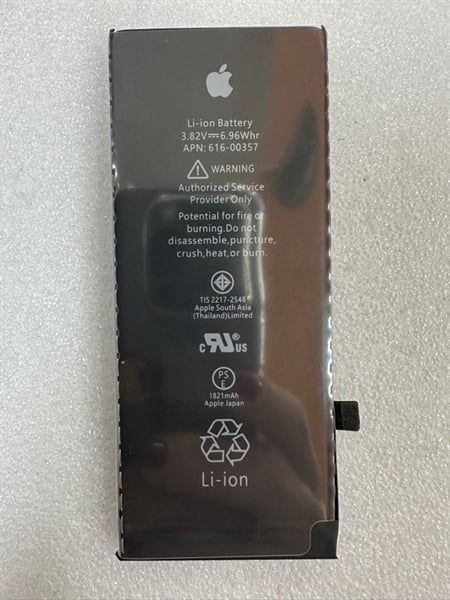 Li-ion Battery
3.82V⎓6.96Whr
APN: 616-00357
WARNING
Authorized Service
Provider Only
Potential for fire or
burning.Do not
disassemble,puncture,
crush,heat,or burn.
TIS 2217-2548
Apple South Asia
(Thailand)Limited
c RU® US
PS
E
1821mAh
Apple Japan
Li-ion